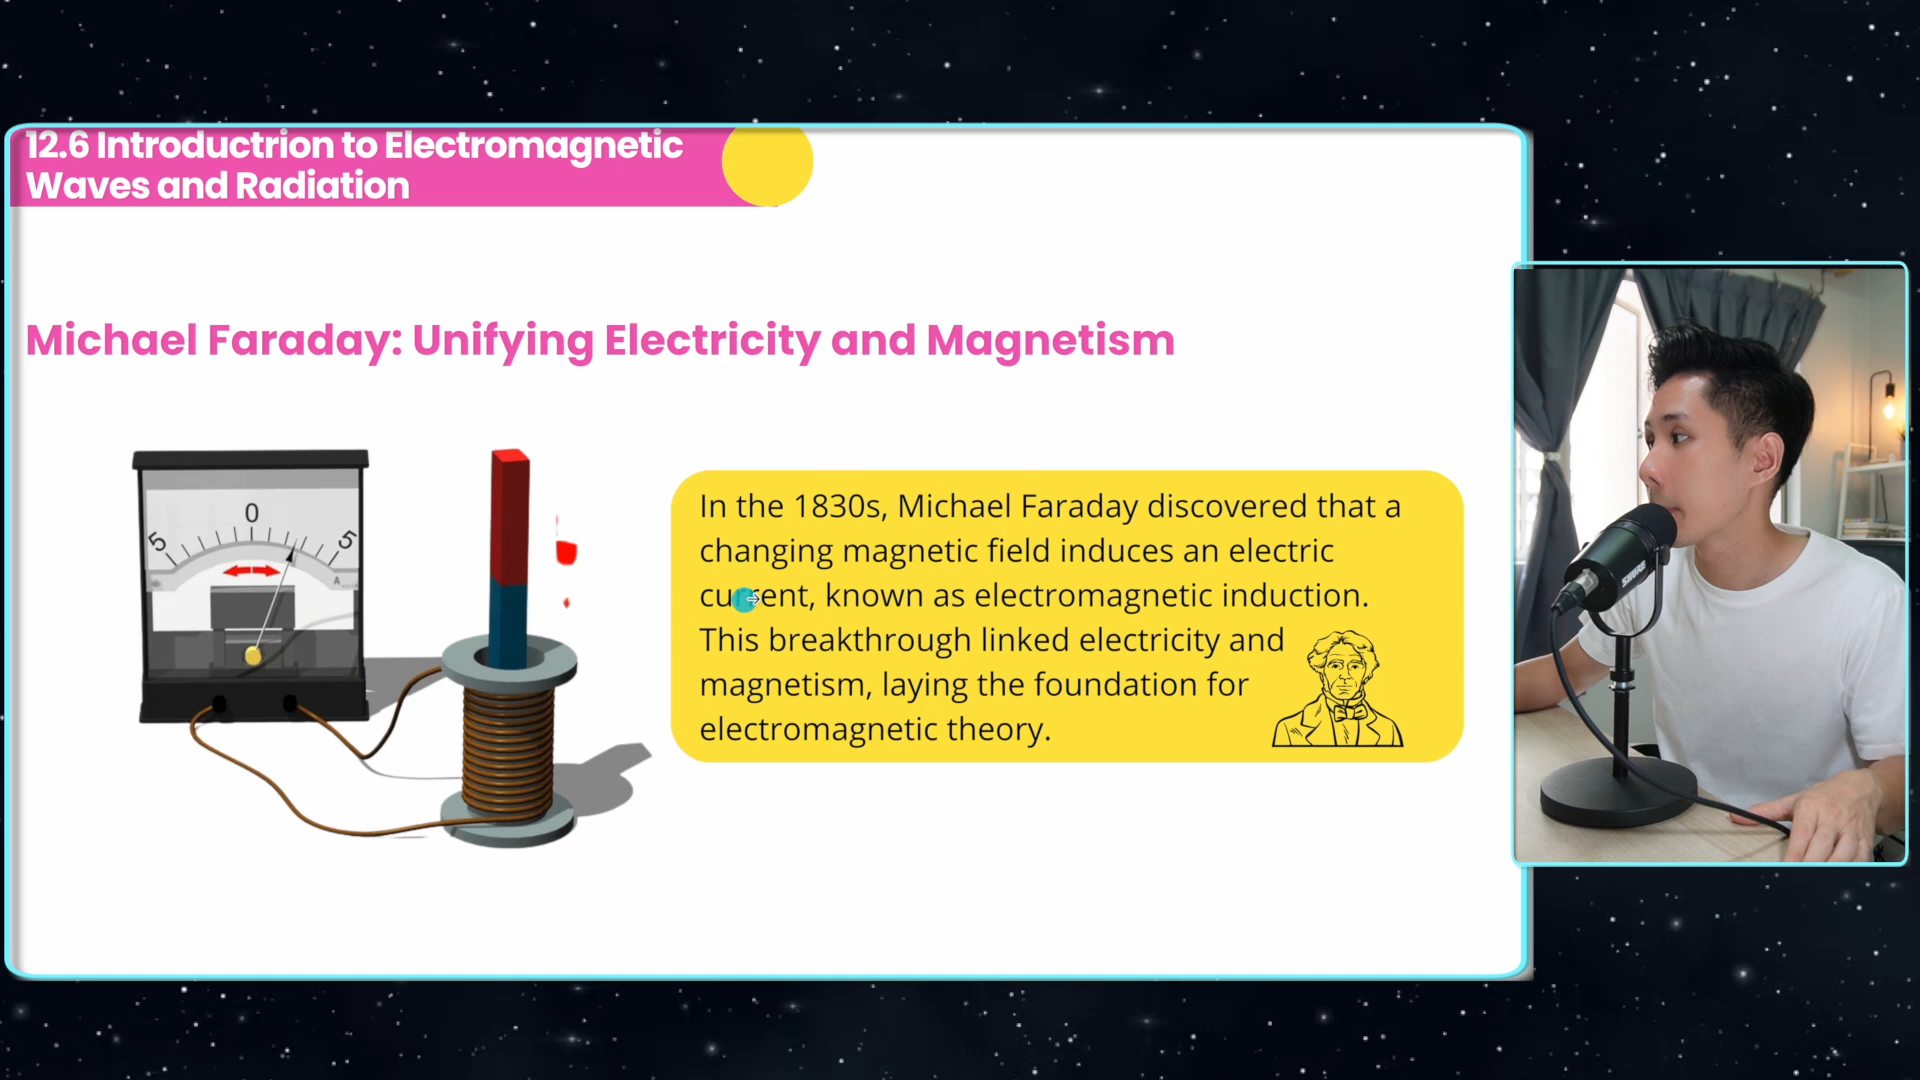 12.6 Introductrion to Electromagnetic
Waves and Radiation
Michael Faraday: Unifying Electricity and Magnetism
5
0
5
A
In the 1830s, Michael Faraday discovered that a
changing magnetic field induces an electric
current, known as electromagnetic induction.
This breakthrough linked electricity and
magnetism, laying the foundation for
electromagnetic theory.
SHURE